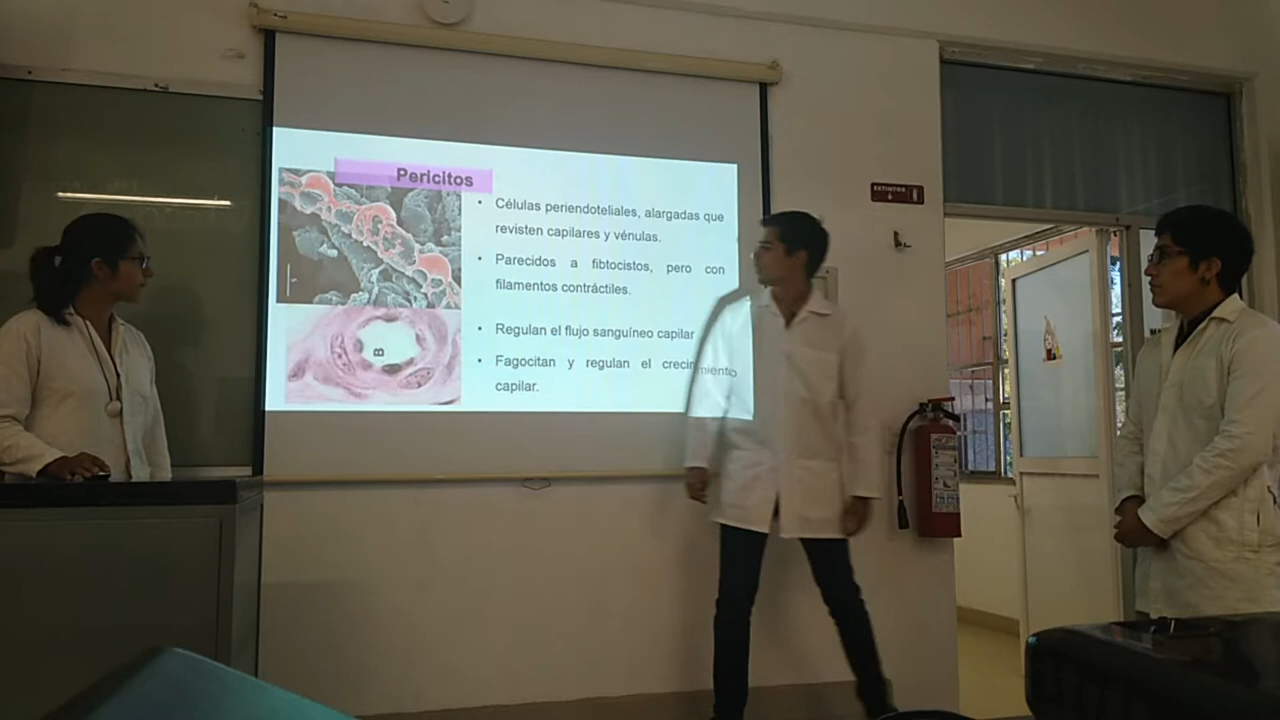 Pericitos
• Células periendoteliales, alargadas que
revisten capilares y vénulas.
• Parecidos a fibtocistos, pero con
filamentos contráctiles.
• Regulan el flujo sanguíneo capilar
• Fagocitan y regulan el crecimiento
capilar.
B
EXTINTOR